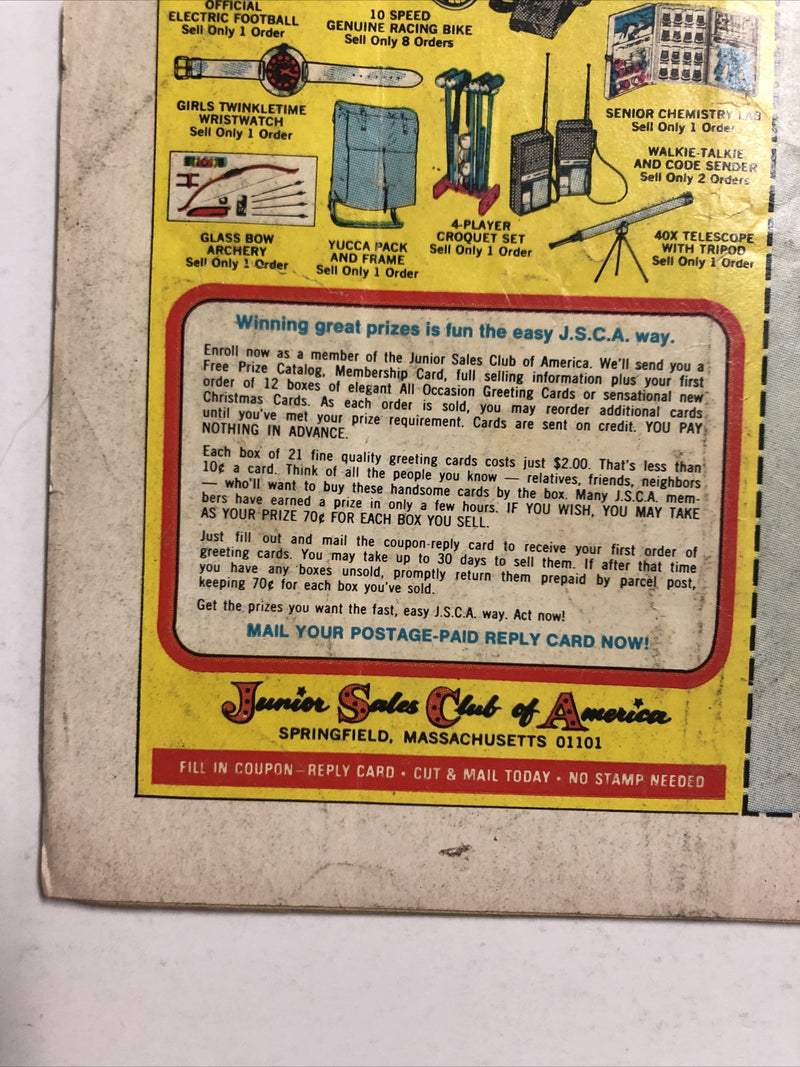 OFFICIAL
ELECTRIC FOOTBALL
Sell Only 1 Order
10 SPEED
GENUINE RACING BIKE
Sell Only 8 Orders
GIRLS TWINKLETIME
WRISTWATCH
Sell Only 1 Order
SENIOR CHEMISTRY LAB
Sell Only 1 Order
WALKIE-TALKIE
AND CODE SENDER
Sell Only 2 Orders
GLASS BOW
ARCHERY
Sell Only 1 Order
YUCCA PACK
AND FRAME
Sell Only 1 Order
4-PLAYER
CROQUET SET
Sell Only 1 Order
40X TELESCOPE
WITH TRIPOD
Sell Only 1 Order
Winning great prizes is fun the easy J.S.C.A. way.
Enroll now as a member of the Junior Sales Club of America. We'll send you a
Free Prize Catalog, Membership Card, full selling information plus your first
order of 12 boxes of elegant All Occasion Greeting Cards or sensational new
Christmas Cards. As each order is sold, you may reorder additional cards
until you've met your prize requirement. Cards are sent on credit. YOU PAY
NOTHING IN ADVANCE.
Each box of 21 fine quality greeting cards costs just $2.00. That's less than
10¢ a card. Think of all the people you know — relatives, friends, neighbors
— who'll want to buy these handsome cards by the box. Many J.S.C.A. mem-
bers have earned a prize in only a few hours. IF YOU WISH, YOU MAY TAKE
AS YOUR PRIZE 70¢ FOR EACH BOX YOU SELL.
Just fill out and mail the coupon-reply card to receive your first order of
greeting cards. You may take up to 30 days to sell them. If after that time
you have any boxes unsold, promptly return them prepaid by parcel post,
keeping 70¢ for each box you've sold.
Get the prizes you want the fast, easy J.S.C.A. way. Act now!
MAIL YOUR POSTAGE-PAID REPLY CARD NOW!
Junior Sales Club of America
SPRINGFIELD, MASSACHUSETTS 01101
FILL IN COUPON—REPLY CARD • CUT & MAIL TODAY • NO STAMP NEEDED